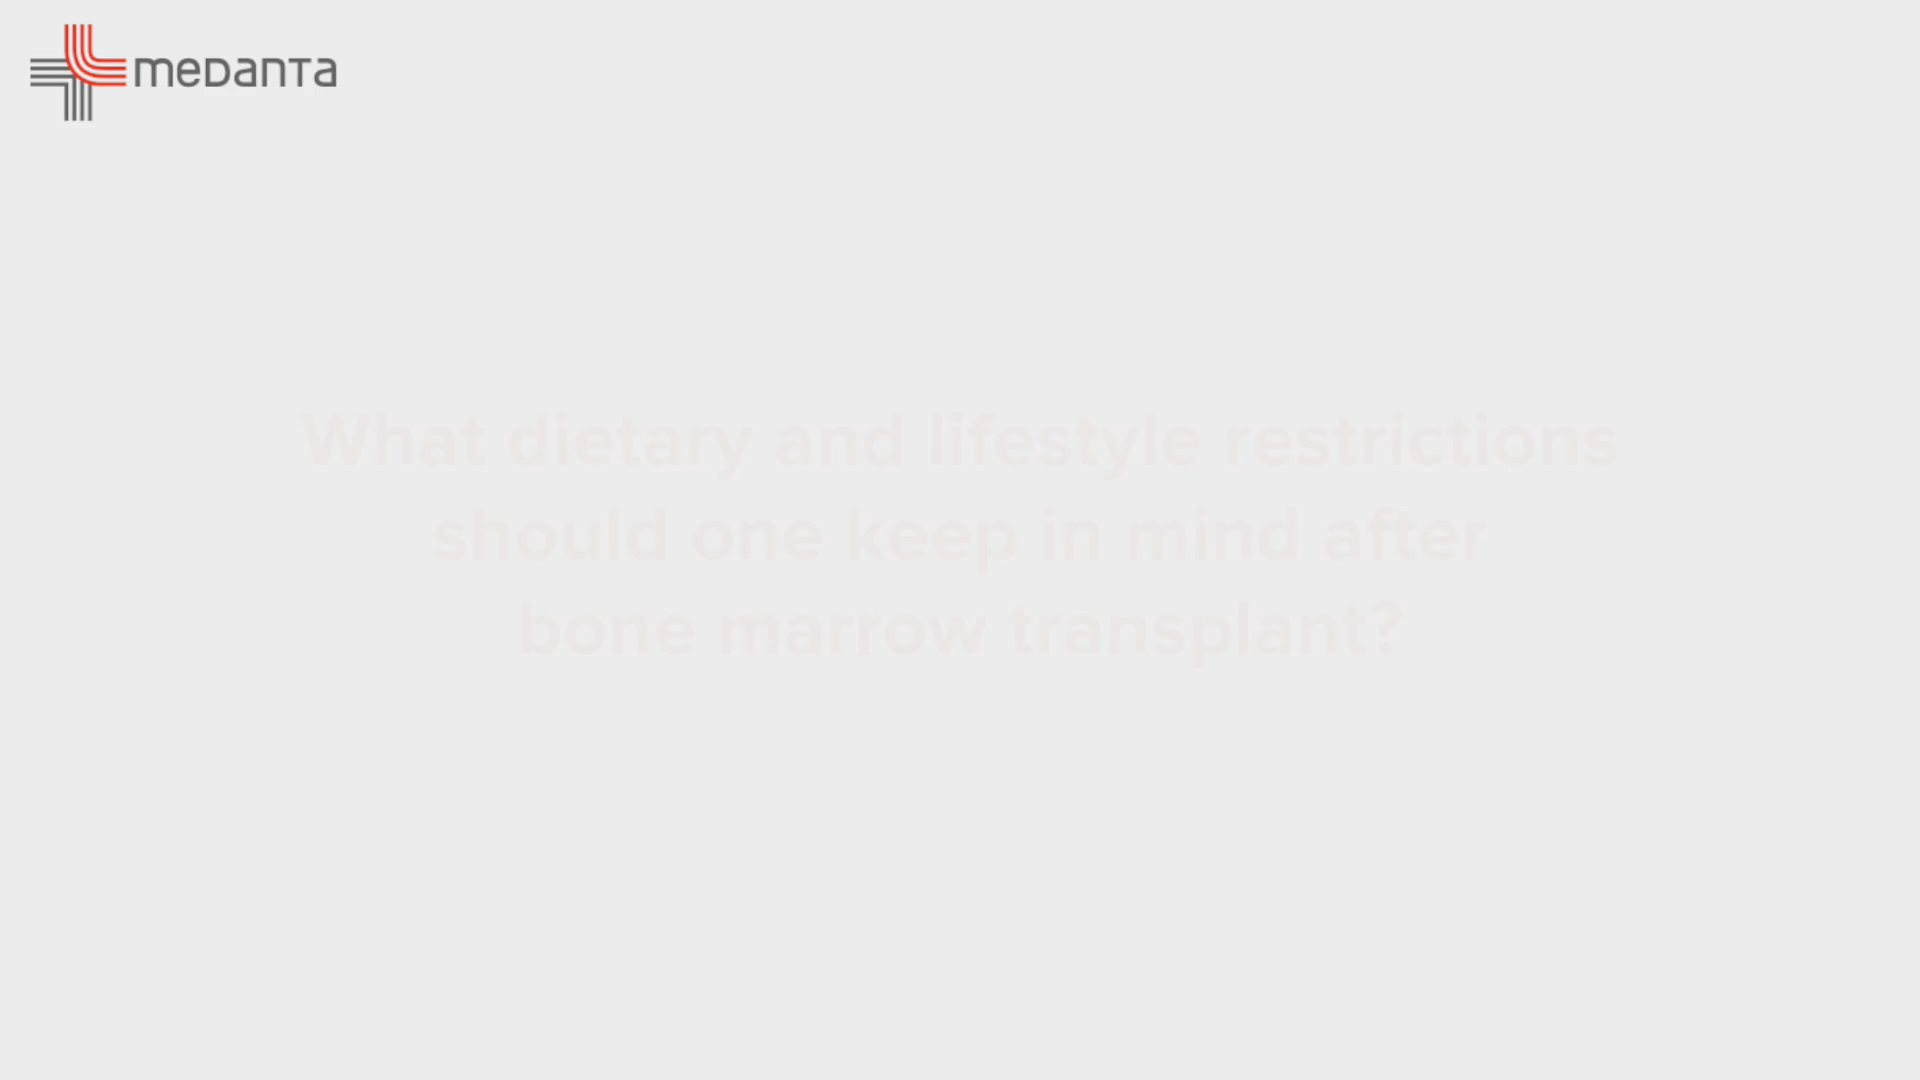 meDanTa
What dietary and lifestyle restrictions
should one keep in mind after
bone marrow transplant?